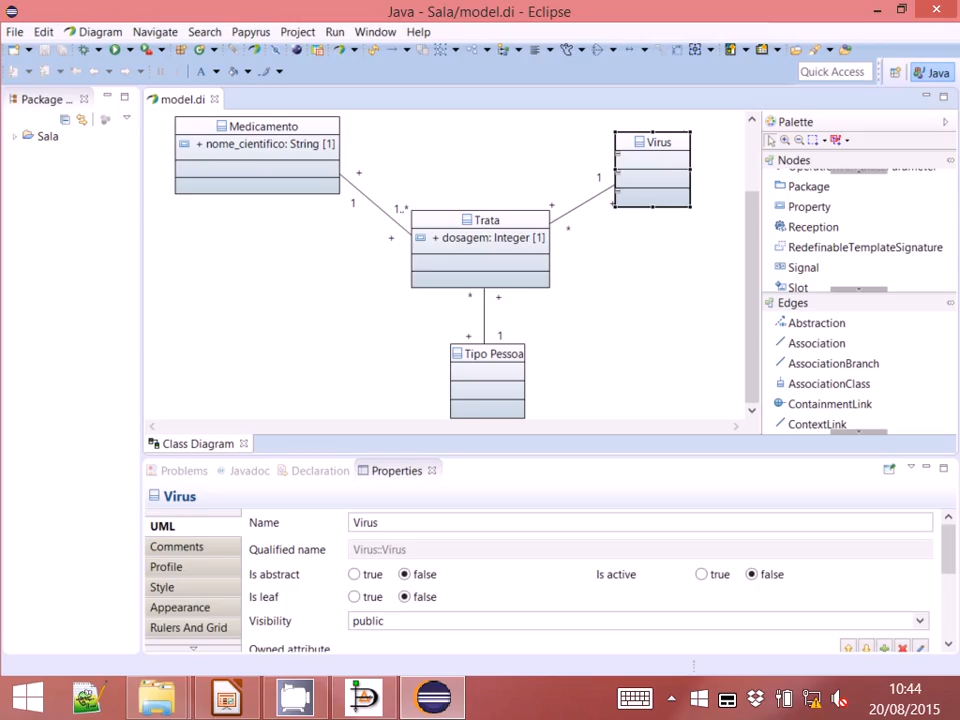 Java - Sala/model.di - Eclipse
File Edit Diagram Navigate Search Papyrus Project Run Window Help
Quick Access
Java
Package ...
Sala
model.di
Medicamento
+ nome_cientifico: String [1]
Virus
+
1
1
1..*
+
+
*
+
Trata
+ dosagem: Integer [1]
*
+
+
1
Tipo Pessoa
Class Diagram
Palette
Nodes
Package
Property
Reception
RedefinableTemplateSignature
Signal
Slot
Edges
Abstraction
Association
AssociationBranch
AssociationClass
ContainmentLink
ContextLink
Problems Javadoc Declaration Properties
Virus
UML
Comments
Profile
Style
Appearance
Rulers And Grid
Name Virus
Qualified name Virus::Virus
Is abstract true false Is active true false
Is leaf true false
Visibility public
Owned attribute
10:44
20/08/2015